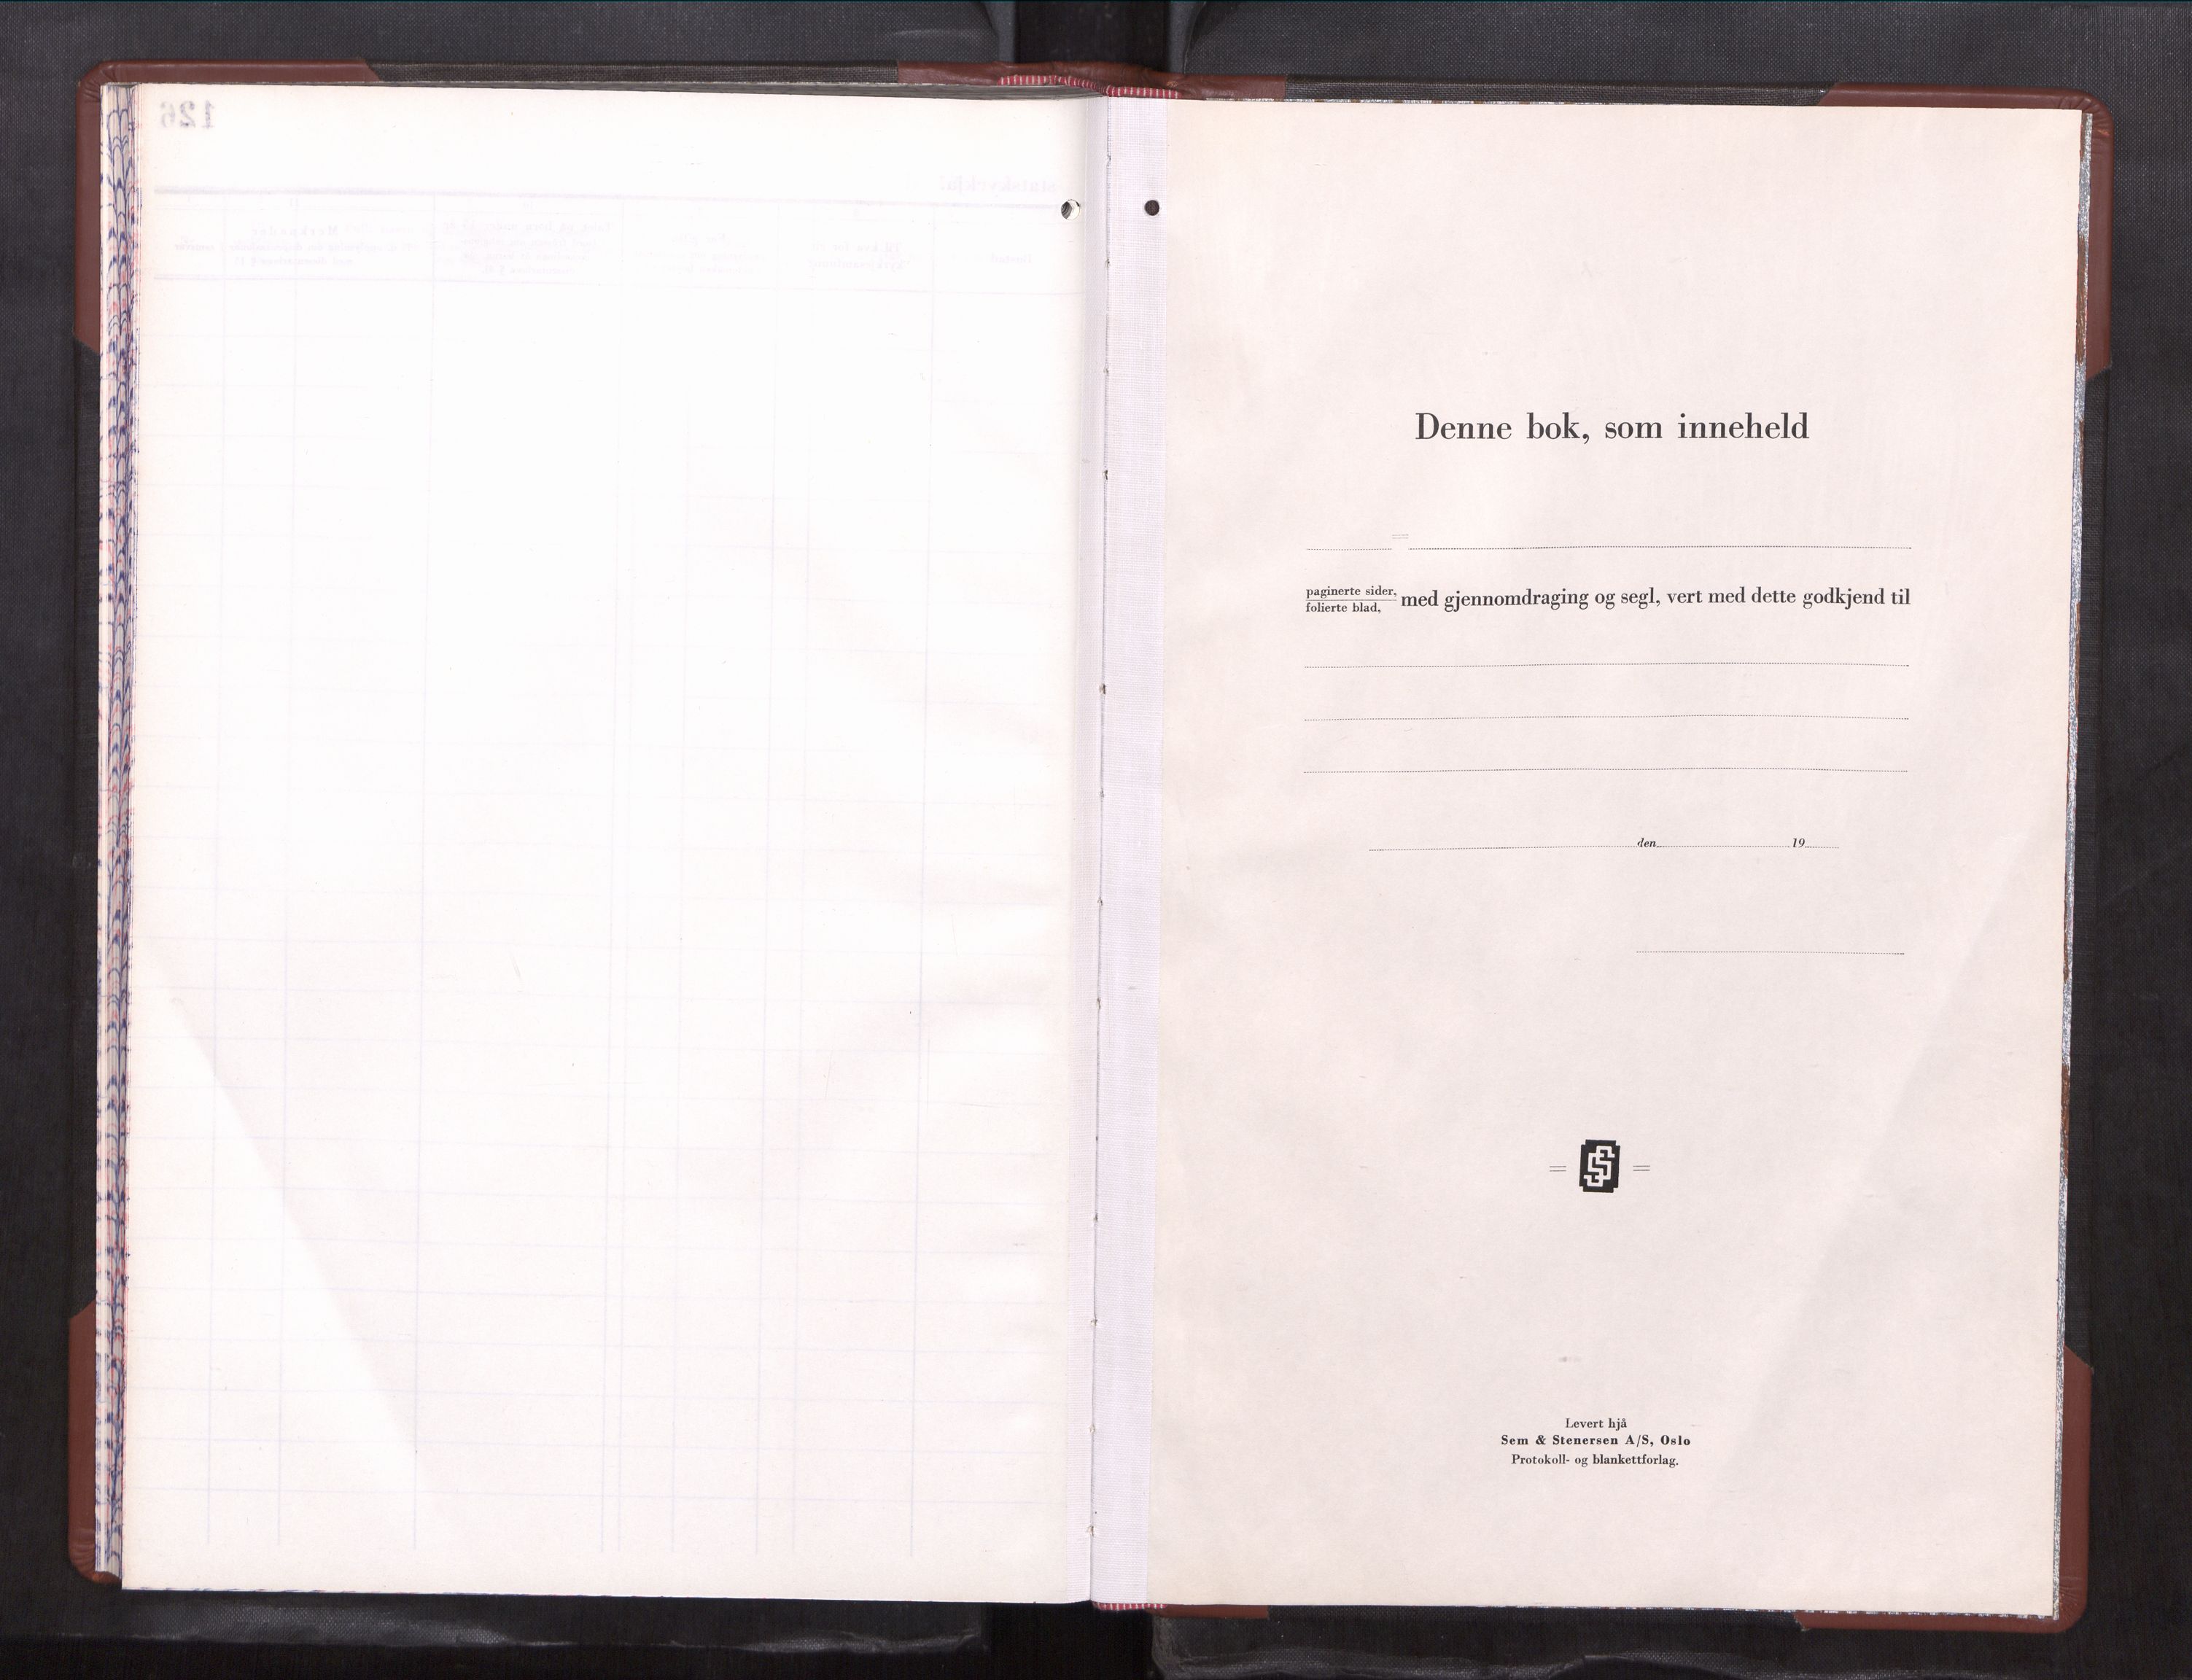 126
Denne bok, som inneheld
paginerte sider,
folierte blad,
med gjennomdraging og segl, vert med dette godkjend til
den 19
Levert hjå
Sem & Stenersen A/S, Oslo
Protokoll- og blankettforlag.